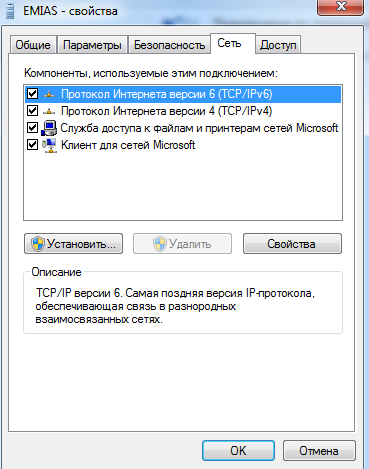 EMIAS - свойства
Общие Параметры Безопасность Сеть Доступ
Компоненты, используемые этим подключением:
Протокол Интернета версии 6 (TCP/IPv6)
Протокол Интернета версии 4 (TCP/IPv4)
Служба доступа к файлам и принтерам сетей Microsoft
Клиент для сетей Microsoft
Установить... Удалить Свойства
Описание
TCP/IP версии 6. Самая поздняя версия IP-протокола,
обеспечивающая связь в разнородных
взаимосвязанных сетях.
OK Отмена